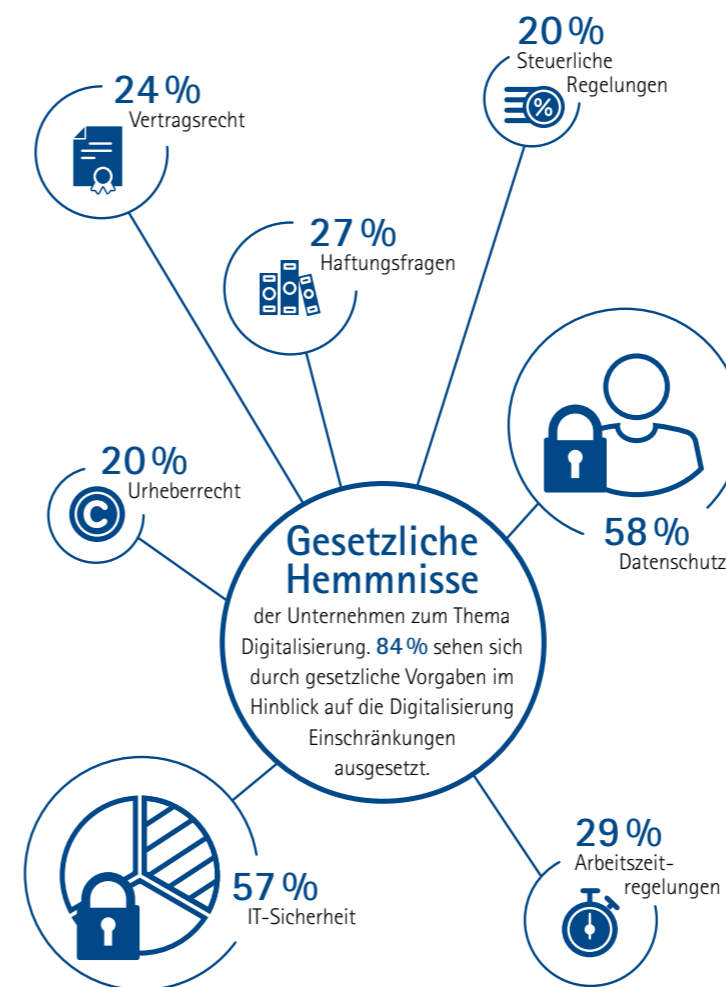 20 %
Steuerliche
Regelungen
24 %
Vertragsrecht
%
27 %
Haftungsfragen
20 %
Urheberrecht
C
58 %
Datenschutz
Gesetzliche
Hemmnisse
der Unternehmen zum Thema
Digitalisierung. 84 % sehen sich
durch gesetzliche Vorgaben im
Hinblick auf die Digitalisierung
Einschränkungen
ausgesetzt.
57 %
IT-Sicherheit
29 %
Arbeitszeit-
regelungen